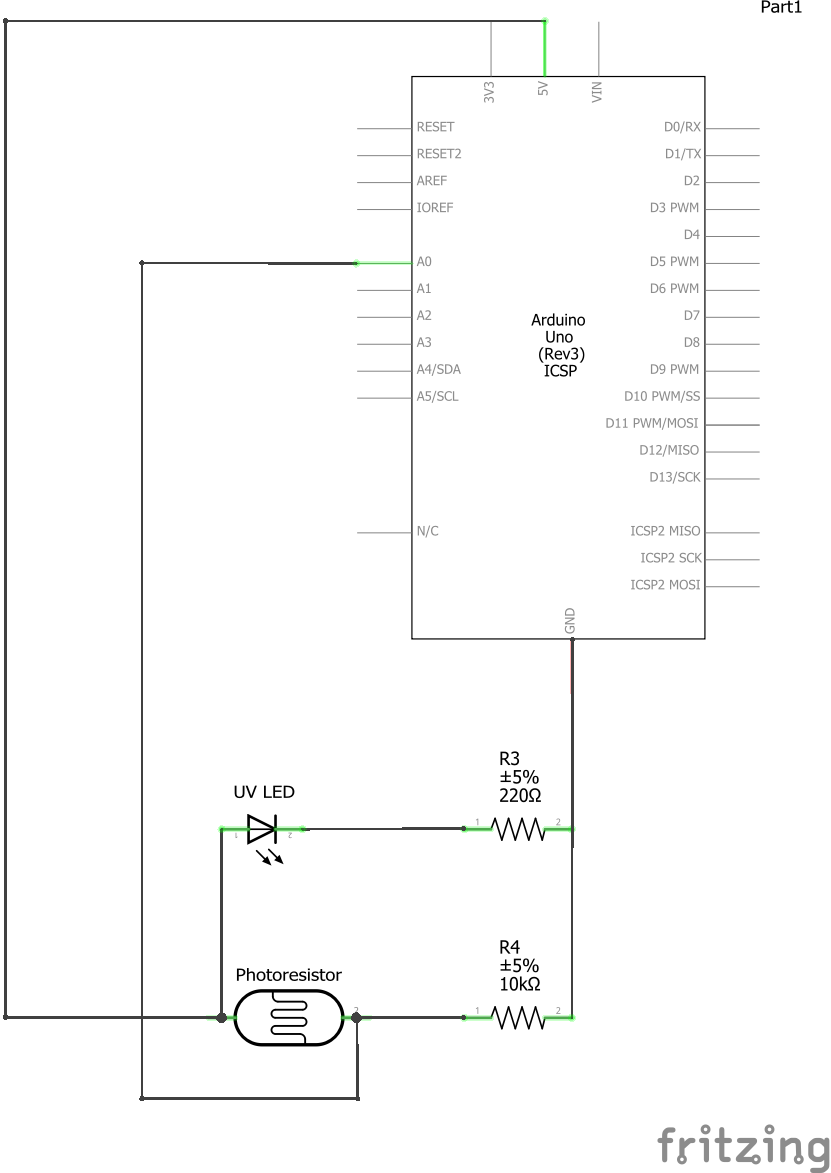 Part1
3V3
5V
VIN
RESET
D0/RX
RESET2
D1/TX
AREF
D2
IOREF
D3 PWM
D4
A0
D5 PWM
A1
D6 PWM
A2
D7
Arduino
Uno
(Rev3)
ICSP
A3
D8
A4/SDA
D9 PWM
A5/SCL
D10 PWM/SS
D11 PWM/MOSI
D12/MISO
D13/SCK
N/C
ICSP2 MISO
ICSP2 SCK
ICSP2 MOSI
GND
R3
±5%
220Ω
UV LED
1
2
1
2
R4
±5%
10kΩ
Photoresistor
2
1
2
fritzing